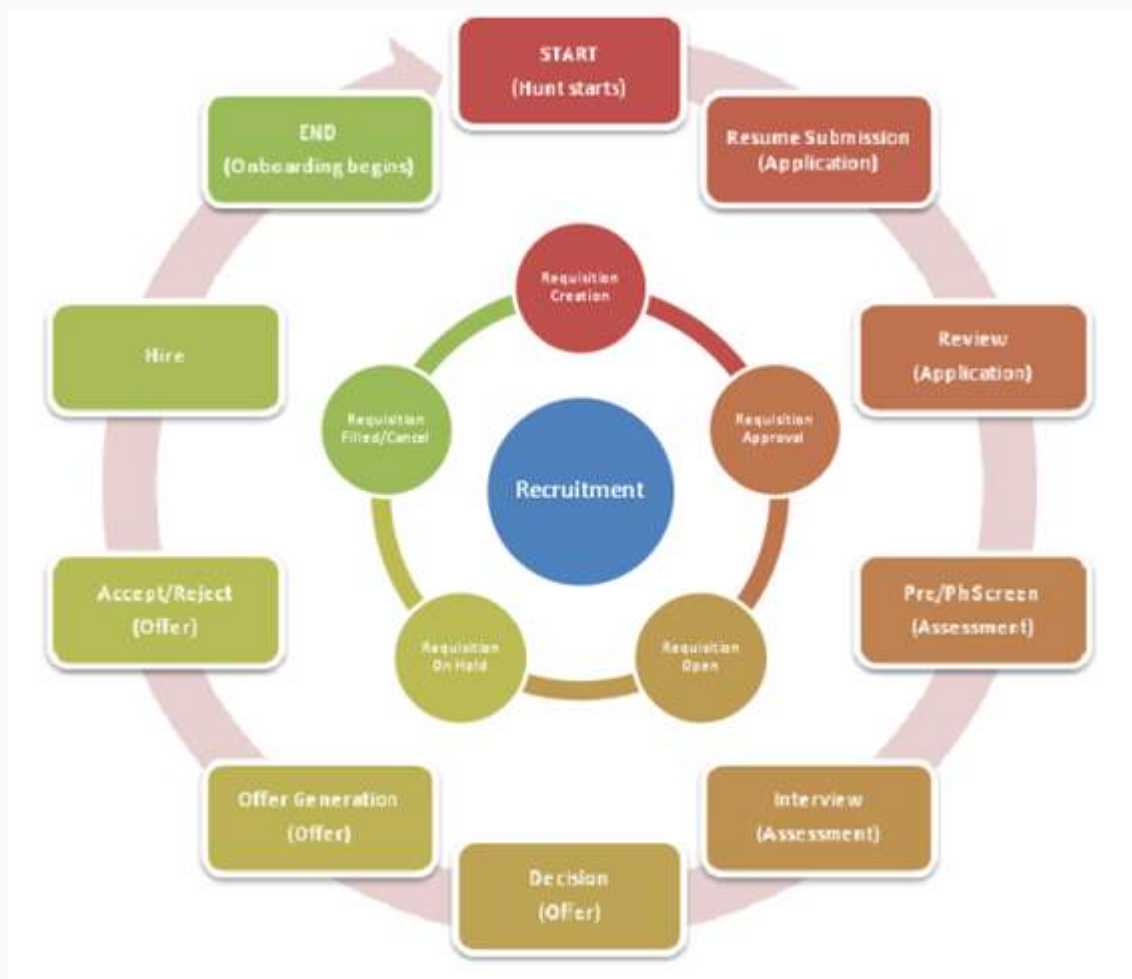 START
(Hunt starts)
Resume Submission
(Application)
Review
(Application)
Pre/PhScreen
(Assessment)
Interview
(Assessment)
Decision
(Offer)
Offer Generation
(Offer)
Accept/Reject
(Offer)
Hire
END
(Onboarding begins)
Requisition
Creation
Requisition
Approval
Requisition
Open
Requisition
On Hold
Requisition
Filled/Cancel
Recruitment